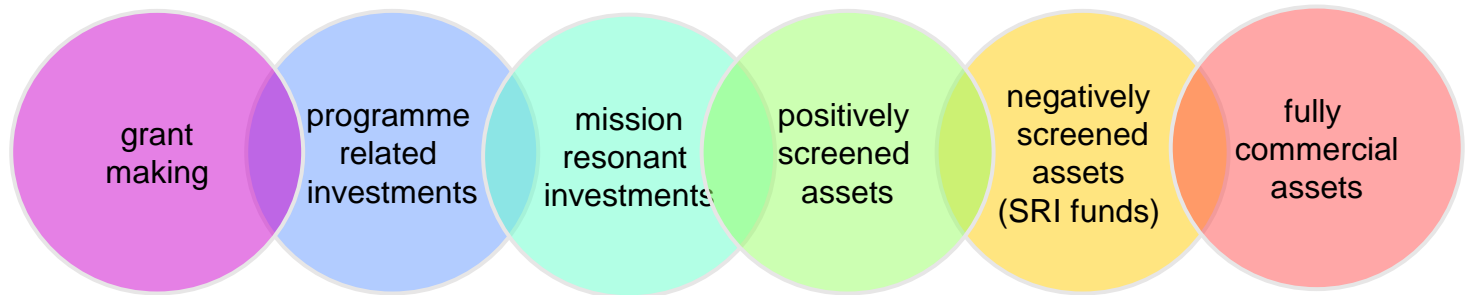 grant
making
programme
related
investments
mission
resonant
investments
positively
screened
assets
negatively
screened
assets
(SRI funds)
fully
commercial
assets